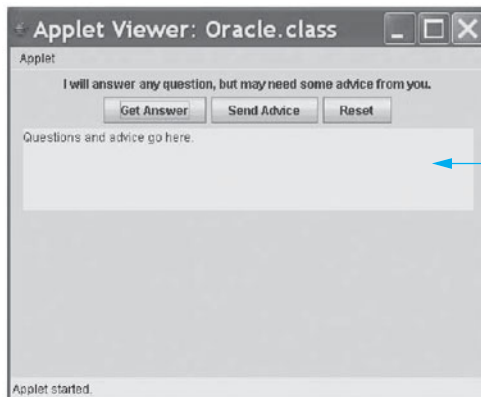 Applet Viewer: Oracle.class
Applet
I will answer any question, but may need some advice from you.
Get Answer Send Advice Reset
Questions and advice go here.
Applet started.